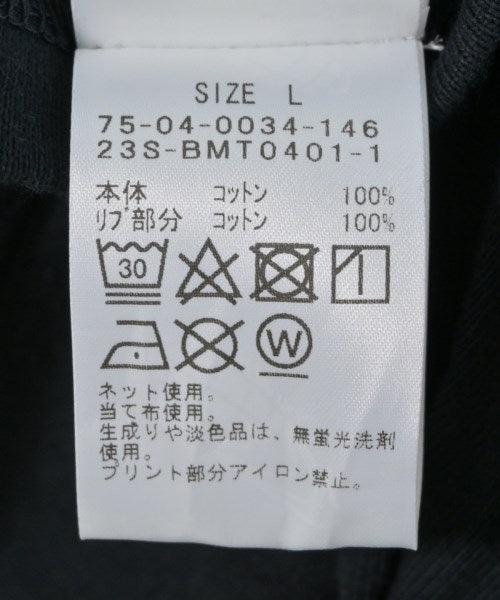 SIZE L
75-04-0034-146
23S-BMT0401-1
本体 コットン 100%
リブ部分 コットン 100%
30
W
ネット使用。
当て布使用。
生成りや淡色品は、無蛍光洗剤
使用。
プリント部分アイロン禁止。